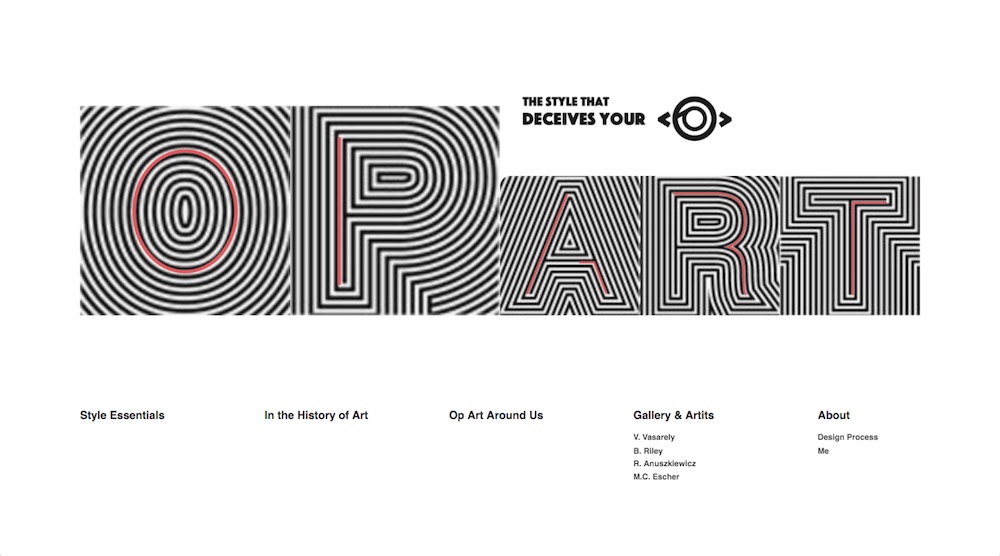 THE STYLE THAT
DECEIVES YOUR
OP ART
Style Essentials
In the History of Art
Op Art Around Us
Gallery & Artits
V. Vasarely
B. Riley
R. Anuszkiewicz
M.C. Escher
About
Design Process
Me